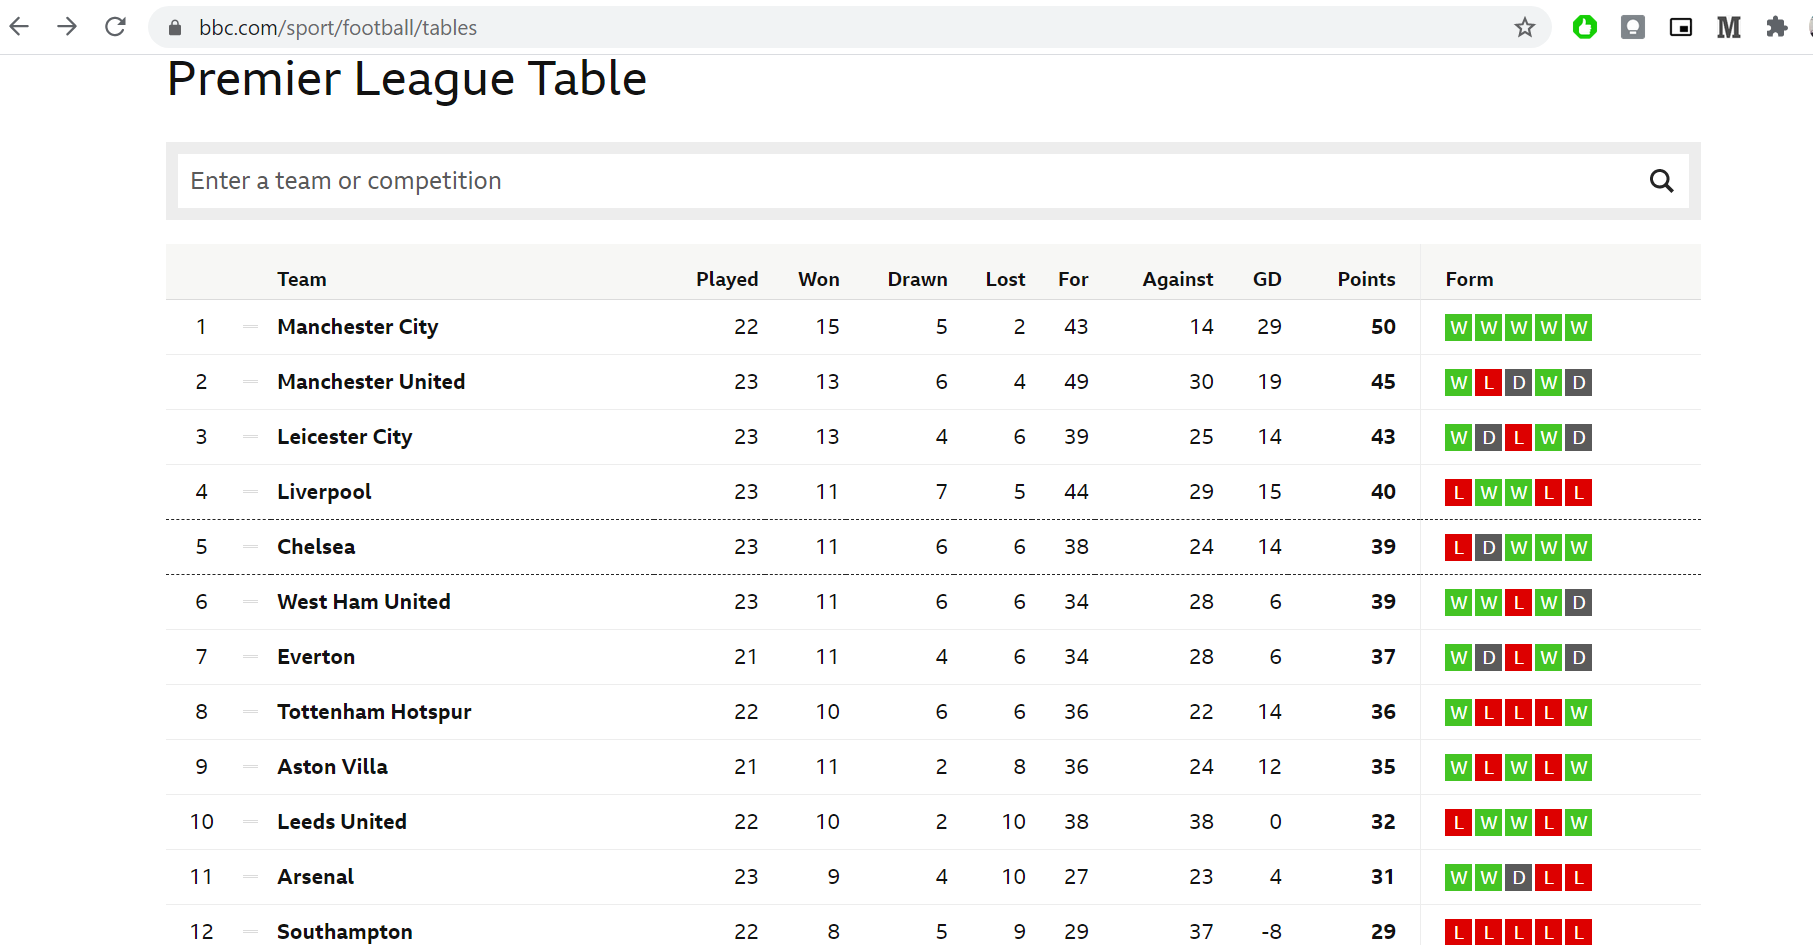 bbc.com/sport/football/tables
M
Premier League Table
Enter a team or competition
Team Played Won Drawn Lost For Against GD Points Form
1 Manchester City 22 15 5 2 43 14 29 50 W W W W W
2 Manchester United 23 13 6 4 49 30 19 45 W L D W D
3 Leicester City 23 13 4 6 39 25 14 43 W D L W D
4 Liverpool 23 11 7 5 44 29 15 40 L W W L L
5 Chelsea 23 11 6 6 38 24 14 39 L D W W W
6 West Ham United 23 11 6 6 34 28 6 39 W W L W D
7 Everton 21 11 4 6 34 28 6 37 W D L W D
8 Tottenham Hotspur 22 10 6 6 36 22 14 36 W L L L W
9 Aston Villa 21 11 2 8 36 24 12 35 W L W L W
10 Leeds United 22 10 2 10 38 38 0 32 L W W L W
11 Arsenal 23 9 4 10 27 23 4 31 W W D L L
12 Southampton 22 8 5 9 29 37 -8 29 L L L L L